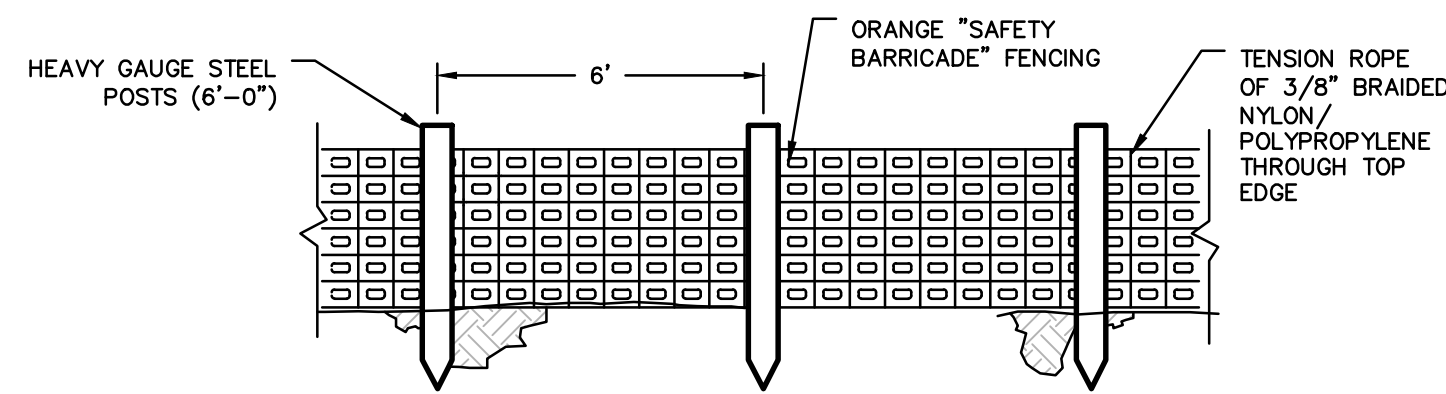 HEAVY GAUGE STEEL
POSTS (6'-0")
6'
ORANGE "SAFETY
BARRICADE" FENCING
TENSION ROPE
OF 3/8" BRAIDED
NYLON/
POLYPROPYLENE
THROUGH TOP
EDGE